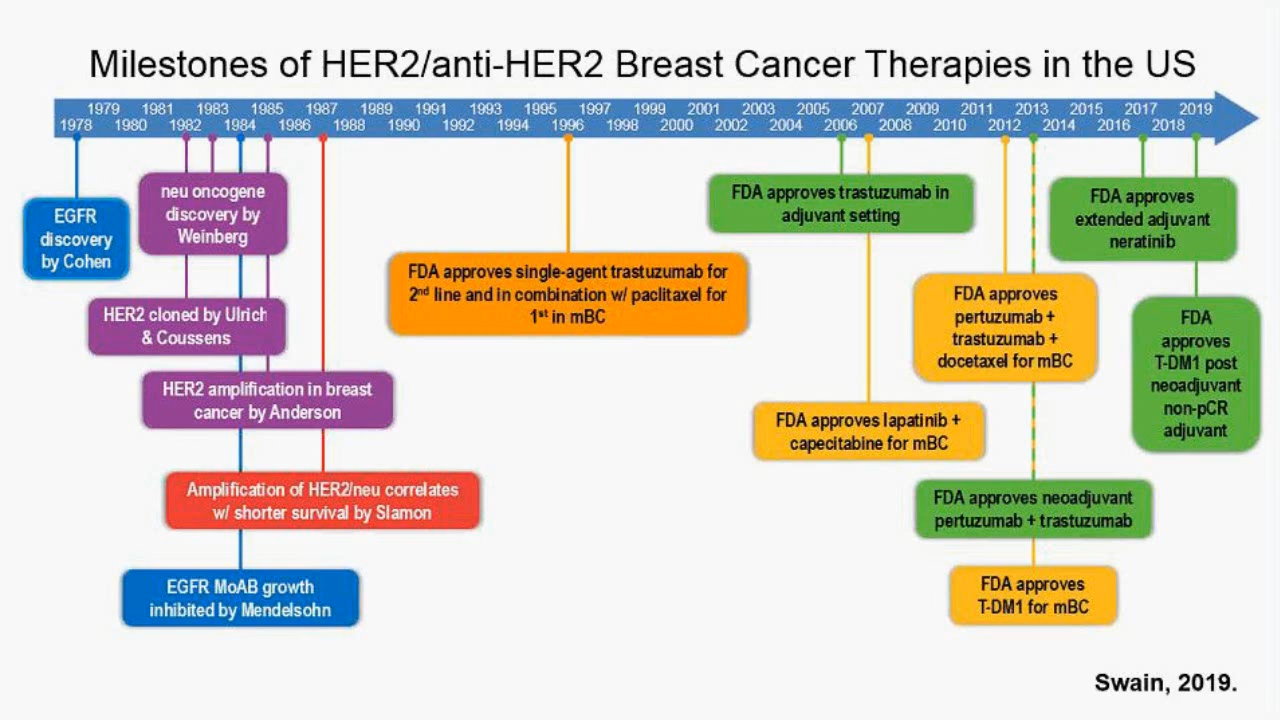 Milestones of HER2/anti-HER2 Breast Cancer Therapies in the US
1979 1981 1983 1985 1987 1989 1991 1993 1995 1997 1999 2001 2003 2005 2007 2009 2011 2013 2015 2017 2019
1978 1980 1982 1984 1986 1988 1990 1992 1994 1996 1998 2000 2002 2004 2006 2008 2010 2012 2014 2016 2018
EGFR
discovery
by Cohen
neu oncogene
discovery by
Weinberg
HER2 cloned by Ulrich
& Coussens
HER2 amplification in breast
cancer by Anderson
Amplification of HER2/neu correlates
w/ shorter survival by Slamon
EGFR MoAB growth
inhibited by Mendelsohn
FDA approves single-agent trastuzumab for
2nd line and in combination w/ paclitaxel for
1st in mBC
FDA approves trastuzumab in
adjuvant setting
FDA approves lapatinib +
capecitabine for mBC
FDA approves
pertuzumab +
trastuzumab +
docetaxel for mBC
FDA approves neoadjuvant
pertuzumab + trastuzumab
FDA approves
T-DM1 for mBC
FDA approves
extended adjuvant
neratinib
FDA
approves
T-DM1 post
neoadjuvant
non-pCR
adjuvant
Swain, 2019.